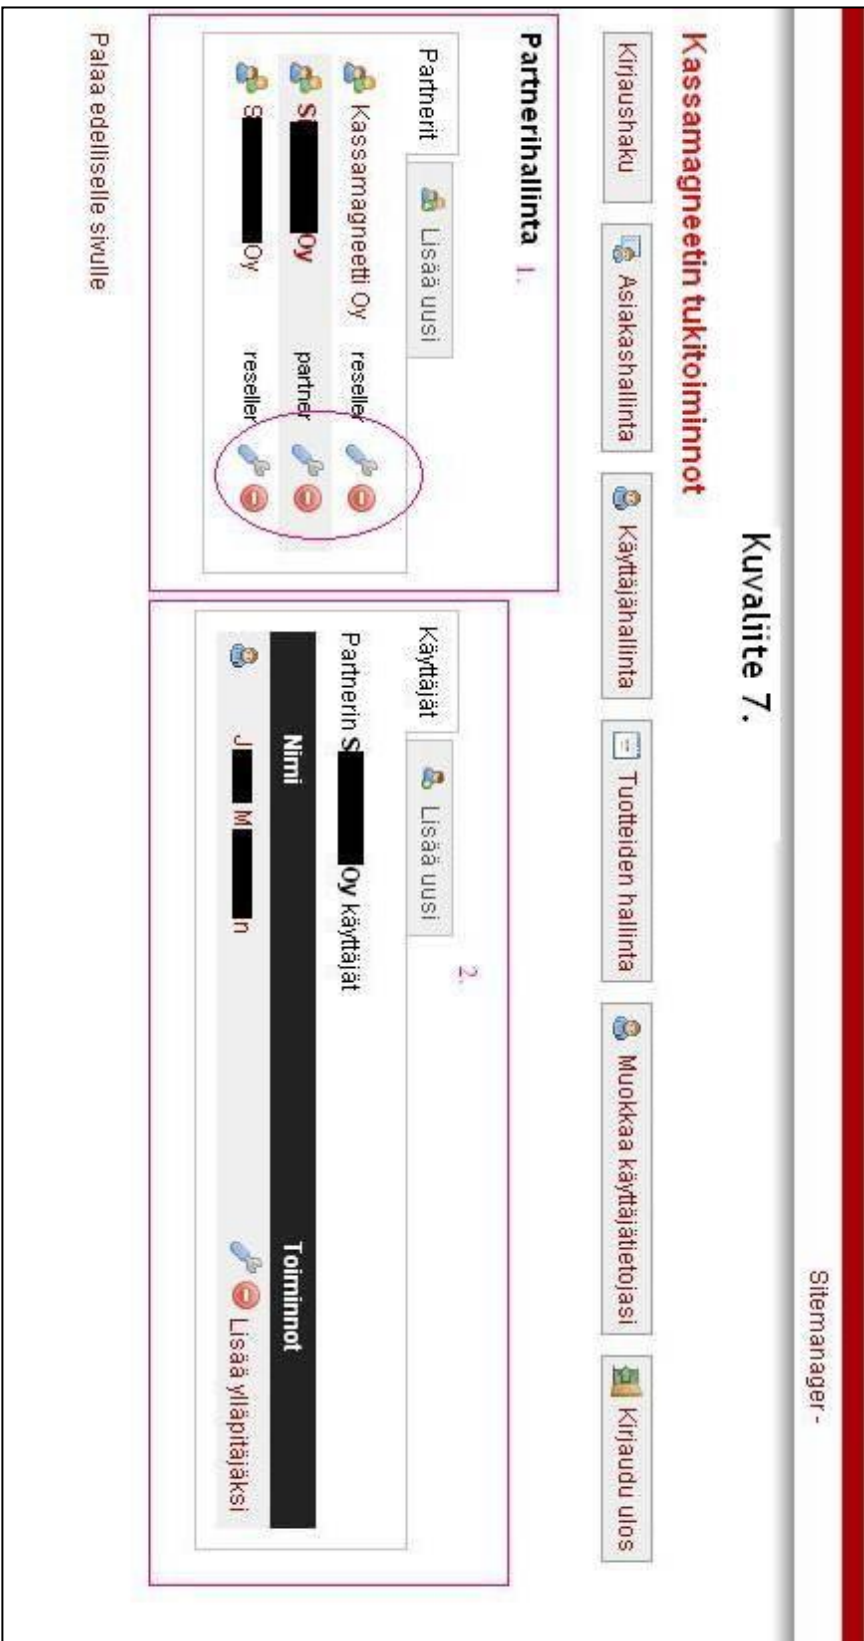 Sitemanager -
Kuvaliite 7.
Kassamagneetin tukitoiminnot
Kirjaushaku Asiakashallinta Käyttäjähallinta Tuotteiden hallinta Muokkaa käyttäjätietojasi Kirjaudu ulos
Partnerihallinta 1.
Partnerit Lisää uusi
Kassamagneetti Oy reseller
Si Oy partner
S Oy reseller
2.
Käyttäjät Lisää uusi
Partnerin S Oy käyttäjät
Nimi Toiminnot
J M n Lisää ylläpitäjäksi
Palaa edelliselle sivulle